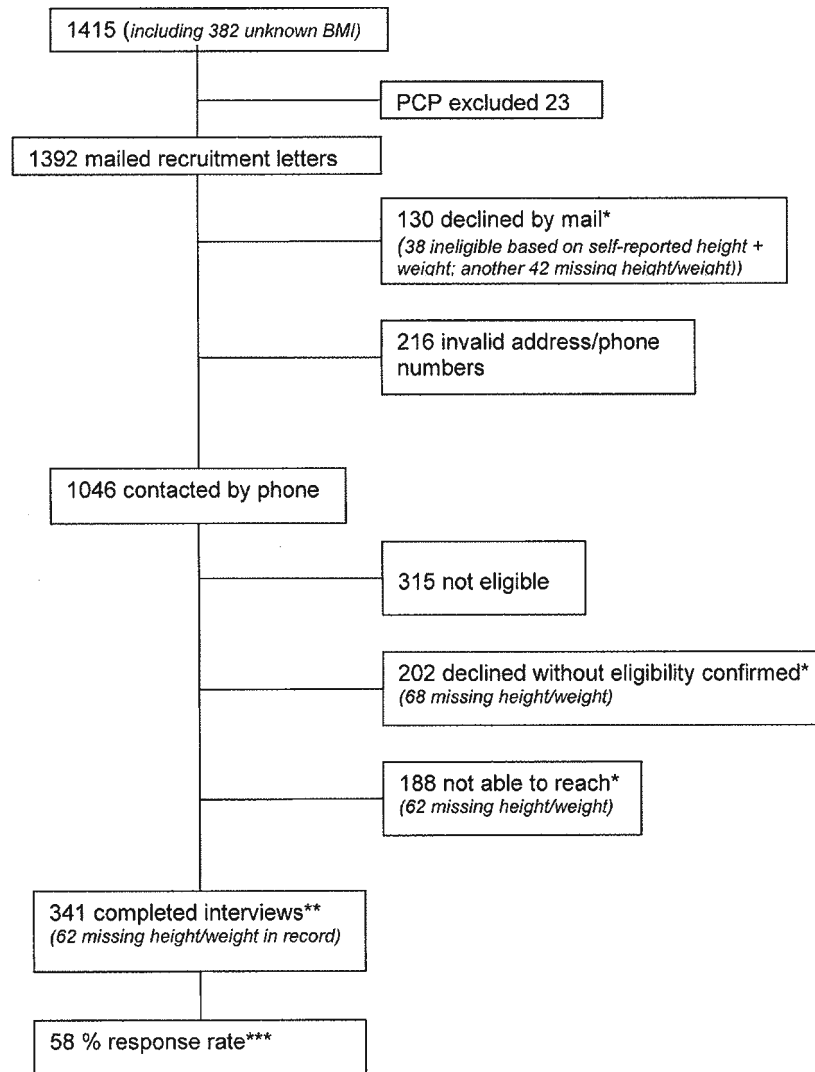 1415 (including 382 unknown BMI)
PCP excluded 23
1392 mailed recruitment letters
130 declined by mail*
(38 ineligible based on self-reported height +
weight; another 42 missing height/weight))
216 invalid address/phone
numbers
1046 contacted by phone
315 not eligible
202 declined without eligibility confirmed*
(68 missing height/weight)
188 not able to reach*
(62 missing height/weight)
341 completed interviews**
(62 missing height/weight in record)
58 % response rate***